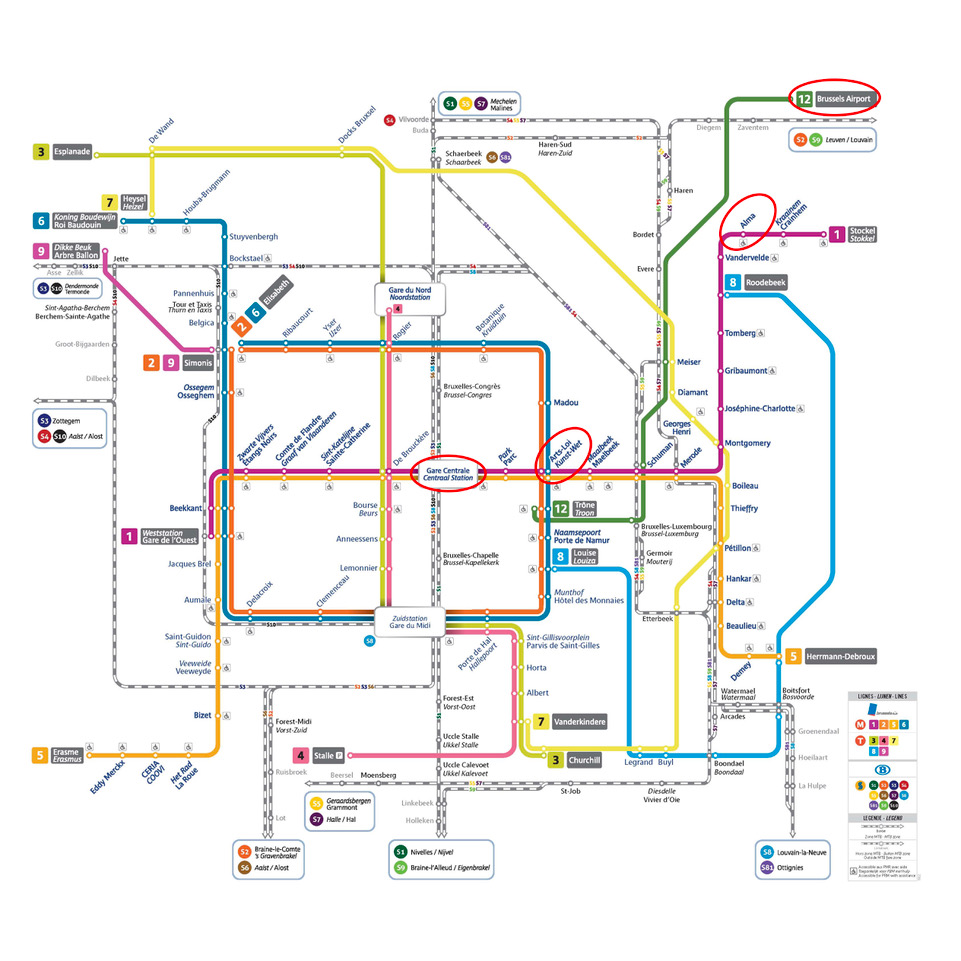 12 Brussels Airport
S1 S5 S7 Mechelen
Malines
S4 Vilvoorde
Buda
Diegem
Zaventem
S2 S9 Leuven / Louvain
De Wand
Docks Bruxsel
Haren-Sud
Haren-Zuid
Schaerbeek
Schaarbeek
S6 S81
3 Esplanade
Haren
7 Heysel
Heizel
Houba-Brugmann
6 Koning Boudewijn
Roi Baudouin
Alma
Kraainem
Crainhem
1 Stockel
Stokkel
Stuyvenbergh
Bordet
9 Dikke Beuk
Arbre Ballon
Jette
Bockstael
Vandervelde
Asse
Zellik
Evere
S3 S10 Dendermonde
Termonde
Pannenhuis
8 Roodebeek
Gare du Nord
Noordstation
2 6 Elisabeth
Tour et Taxis
Thurn en Taxis
Sint-Agatha-Berchem
Berchem-Sainte-Agathe
Belgica
4
Ribaucourt
Yser
IJzer
Rogier
Botanique
Kruidtuin
Tomberg
Groot-Bijgaarden
2 9 Simonis
Meiser
Gribaumont
Dilbeek
Ossegem
Osseghem
Bruxelles-Congrès
Brussel-Congres
Diamant
Madou
Joséphine-Charlotte
S3 Zottegem
S4 S10 Aalst / Alost
Georges
Henri
Zwarte Vijvers
Etangs Noirs
Comte de Flandre
Graaf van Vlaanderen
Sint-Katelijne
Sainte-Catherine
De Brouckère
Gare Centrale
Centraal Station
Park
Parc
Arts-Loi
Kunst-Wet
Maalbeek
Maelbeek
Schuman
Merode
Montgomery
Boileau
Beekkant
Bourse
Beurs
12 Trône
Troon
Thieffry
1 Weststation
Gare de l'Ouest
Anneessens
Naamsepoort
Porte de Namur
Bruxelles-Luxembourg
Brussel-Luxemburg
Pétillon
Jacques Brel
Lemonnier
Bruxelles-Chapelle
Brussel-Kapellekerk
8 Louise
Louiza
Germoir
Mouterij
Hankar
Delacroix
Clemenceau
Munthof
Hôtel des Monnaies
Aumale
Delta
Zuidstation
Gare du Midi
Etterbeek
Beaulieu
Saint-Guidon
Sint-Guido
S8
Porte de Hal
Hallepoort
Sint-Gillisvoorplein
Parvis de Saint-Gilles
Veeweide
Veeweyde
Horta
5 Herrmann-Debroux
Demey
Albert
Forest-Est
Vorst-Oost
Watermael
Watermaal
Boitsfort
Bosvoorde
Bizet
Forest-Midi
Vorst-Zuid
Arcades
7 Vanderkindere
Groenendaal
Uccle Stalle
Ukkel Stalle
5 Erasme
Erasmus
Eddy Merckx
CERIA
COOVI
Het Rad
La Roue
4 Stalle P
3 Churchill
Legrand
Buyl
Boondael
Boondaal
Hoeilaart
Uccle Calevoet
Ukkel Kalevoet
Ruisbroek
Beersel
Moensberg
St-Job
Diesdelle
Vivier d'Oie
La Hulpe
S5 Geraardsbergen
Grammont
S7 Halle / Hal
Linkebeek
Lot
Holleken
S2 Braine-le-Comte
's Gravenbrakel
S6 Aalst / Alost
S1 Nivelles / Nijvel
S9 Braine-l'Alleud / Eigenbrakel
S8 Louvain-la-Neuve
S81 Ottignies
LIGNES - LIJNEN - LINES
M 1 2 5 6
T 3 4 7
8 9
B
LEGENDE - LEGEND